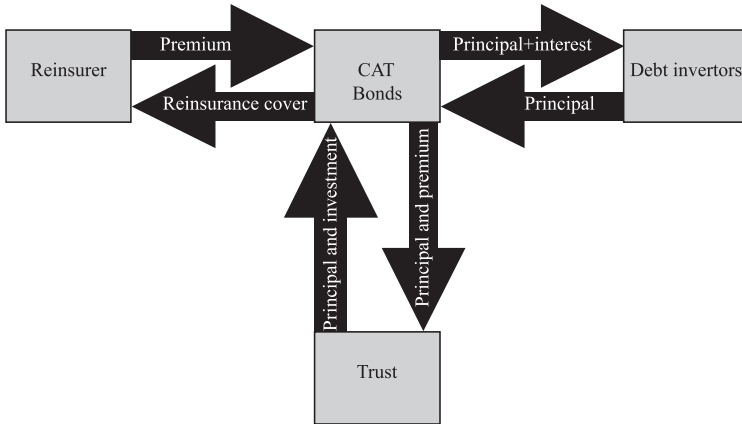 Premium
Principal+interest
Reinsurer
CAT
Bonds
Debt invertors
Reinsurance cover
Principal
Principal and investment
Principal and premium
Trust